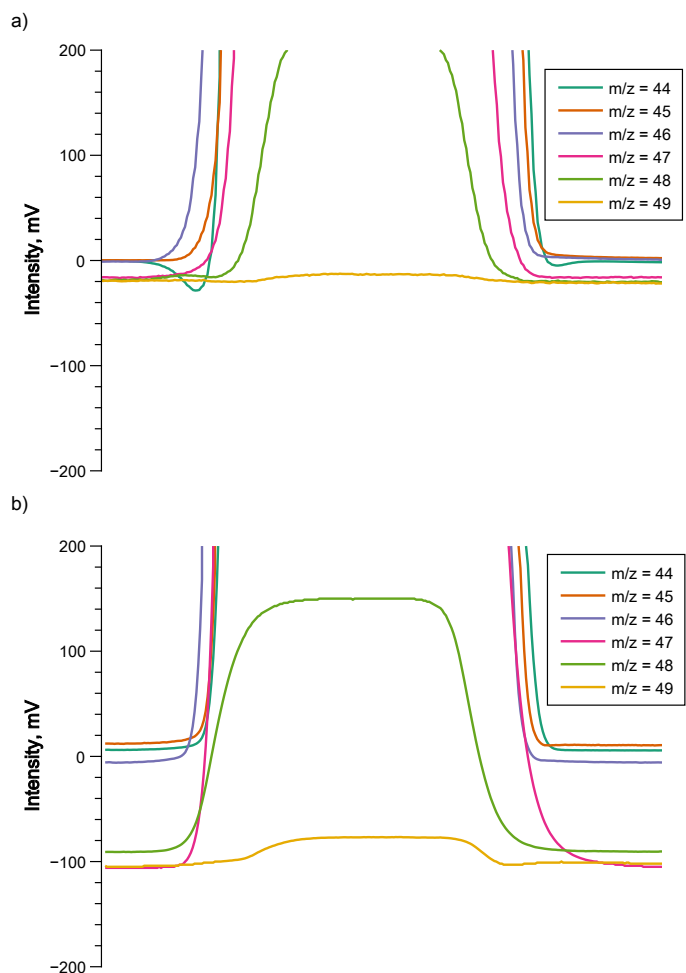 a)
200
100
0
−100
−200
Intensity, mV
m/z = 44
m/z = 45
m/z = 46
m/z = 47
m/z = 48
m/z = 49
b)
200
100
0
−100
−200
Intensity, mV
m/z = 44
m/z = 45
m/z = 46
m/z = 47
m/z = 48
m/z = 49